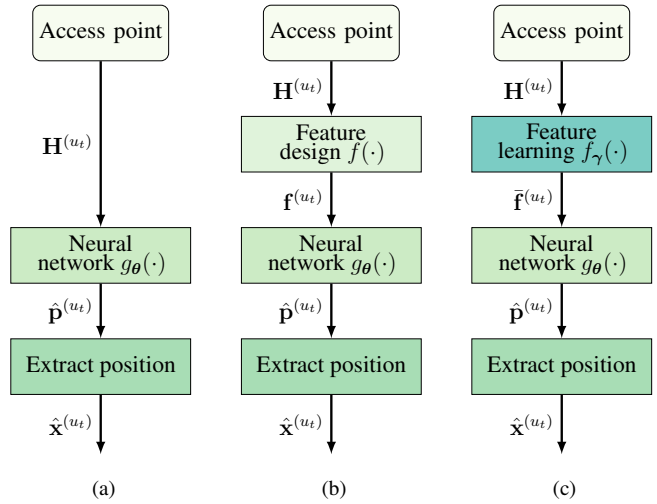 Access point
𝐇^(u_t)
Neural
network g_𝜽(·)
p̂^(u_t)
Extract position
x̂^(u_t)
(a)
Access point
𝐇^(u_t)
Feature
design f(·)
𝐟^(u_t)
Neural
network g_𝜽(·)
p̂^(u_t)
Extract position
x̂^(u_t)
(b)
Access point
𝐇^(u_t)
Feature
learning f_𝜸(·)
f̄^(u_t)
Neural
network g_𝜽(·)
p̂^(u_t)
Extract position
x̂^(u_t)
(c)